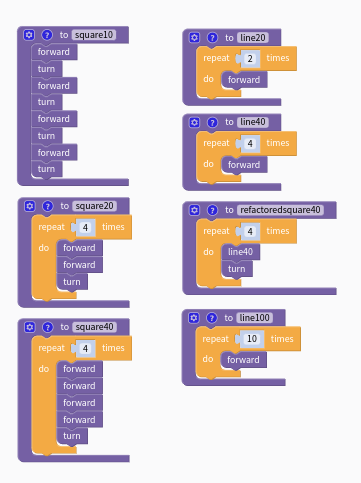 ? to square10
forward
turn
forward
turn
forward
turn
forward
turn
? to square20
repeat 4 times
do forward
forward
turn
? to square40
repeat 4 times
do forward
forward
forward
forward
turn
? to line20
repeat 2 times
do forward
? to line40
repeat 4 times
do forward
? to refactoredsquare40
repeat 4 times
do line40
turn
? to line100
repeat 10 times
do forward